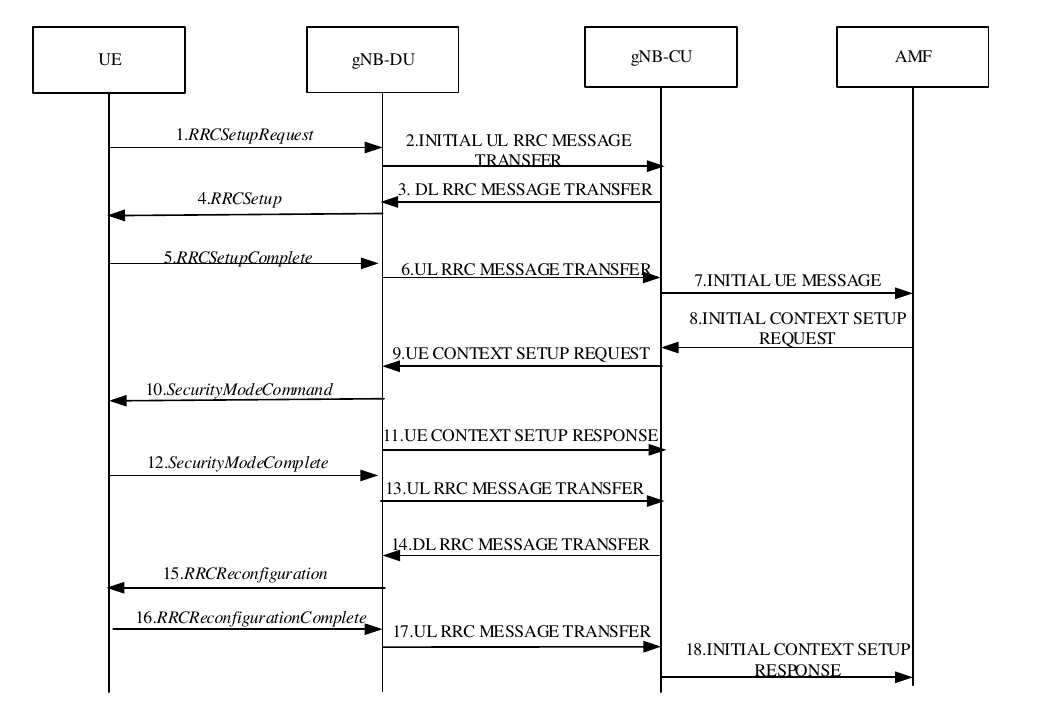 UE
gNB-DU
gNB-CU
AMF
1.RRCSetupRequest
2.INITIAL UL RRC MESSAGE
TRANSFER
3. DL RRC MESSAGE TRANSFER
4.RRCSetup
5.RRCSetupComplete
6.UL RRC MESSAGE TRANSFER
7.INITIAL UE MESSAGE
8.INITIAL CONTEXT SETUP
REQUEST
9.UE CONTEXT SETUP REQUEST
10.SecurityModeCommand
11.UE CONTEXT SETUP RESPONSE
12.SecurityModeComplete
13.UL RRC MESSAGE TRANSFER
14.DL RRC MESSAGE TRANSFER
15.RRCReconfiguration
16.RRCReconfigurationComplete
17.UL RRC MESSAGE TRANSFER
18.INITIAL CONTEXT SETUP
RESPONSE